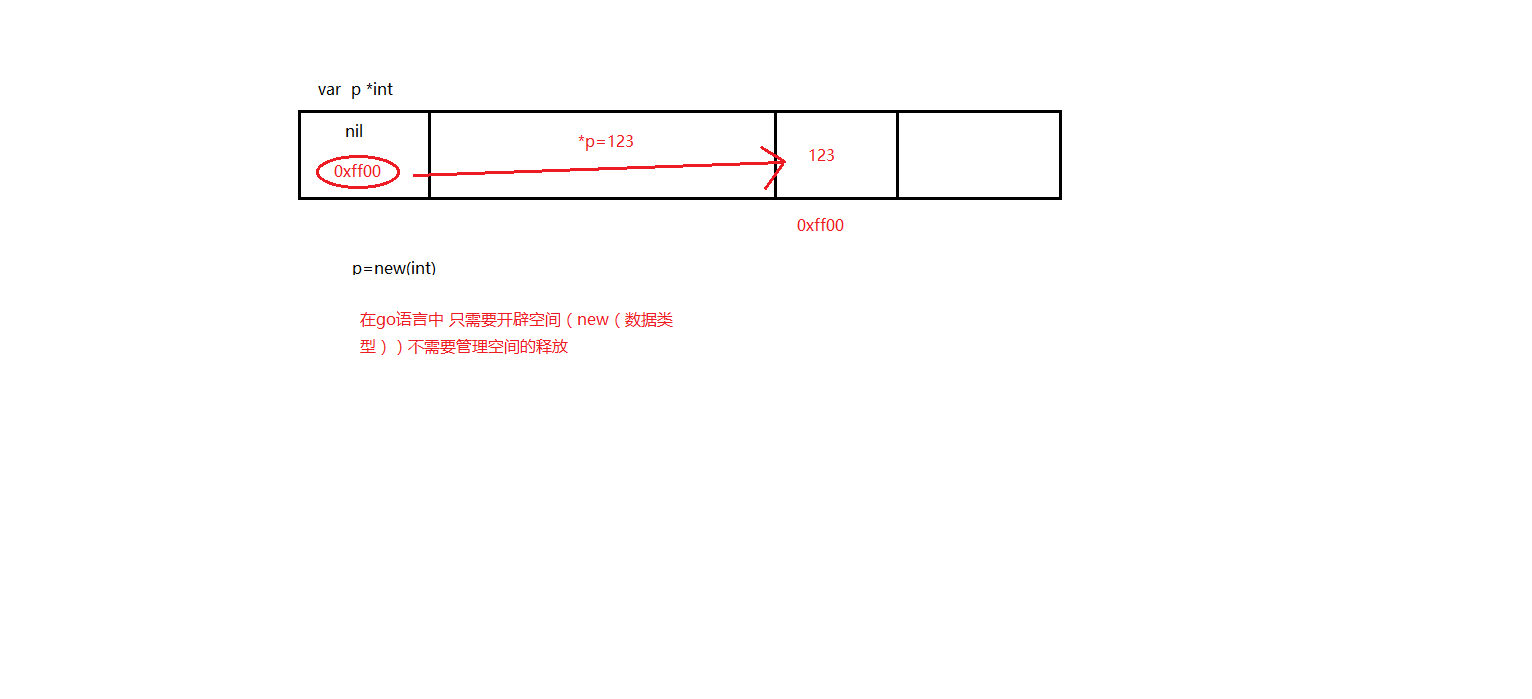 var  p *int
nil
*p=123
123
0xff00
0xff00
p=new(int)
在go语言中 只需要开辟空间（new（数据类
型））不需要管理空间的释放